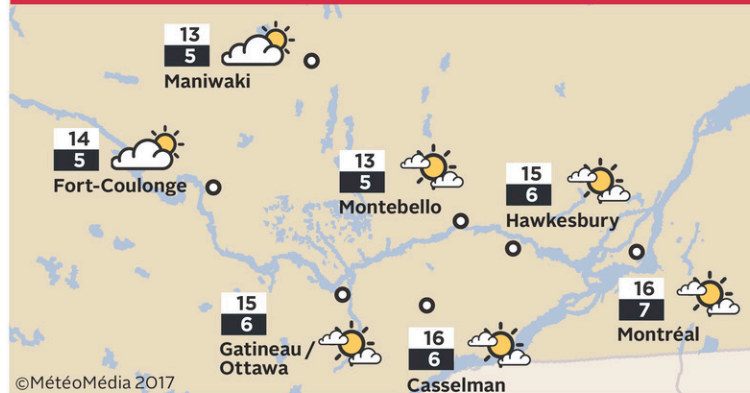 13
5
Maniwaki
14
5
Fort-Coulonge
13
5
Montebello
15
6
Hawkesbury
15
6
Gatineau /
Ottawa
16
6
Casselman
16
7
Montréal
©MétéoMédia 2017